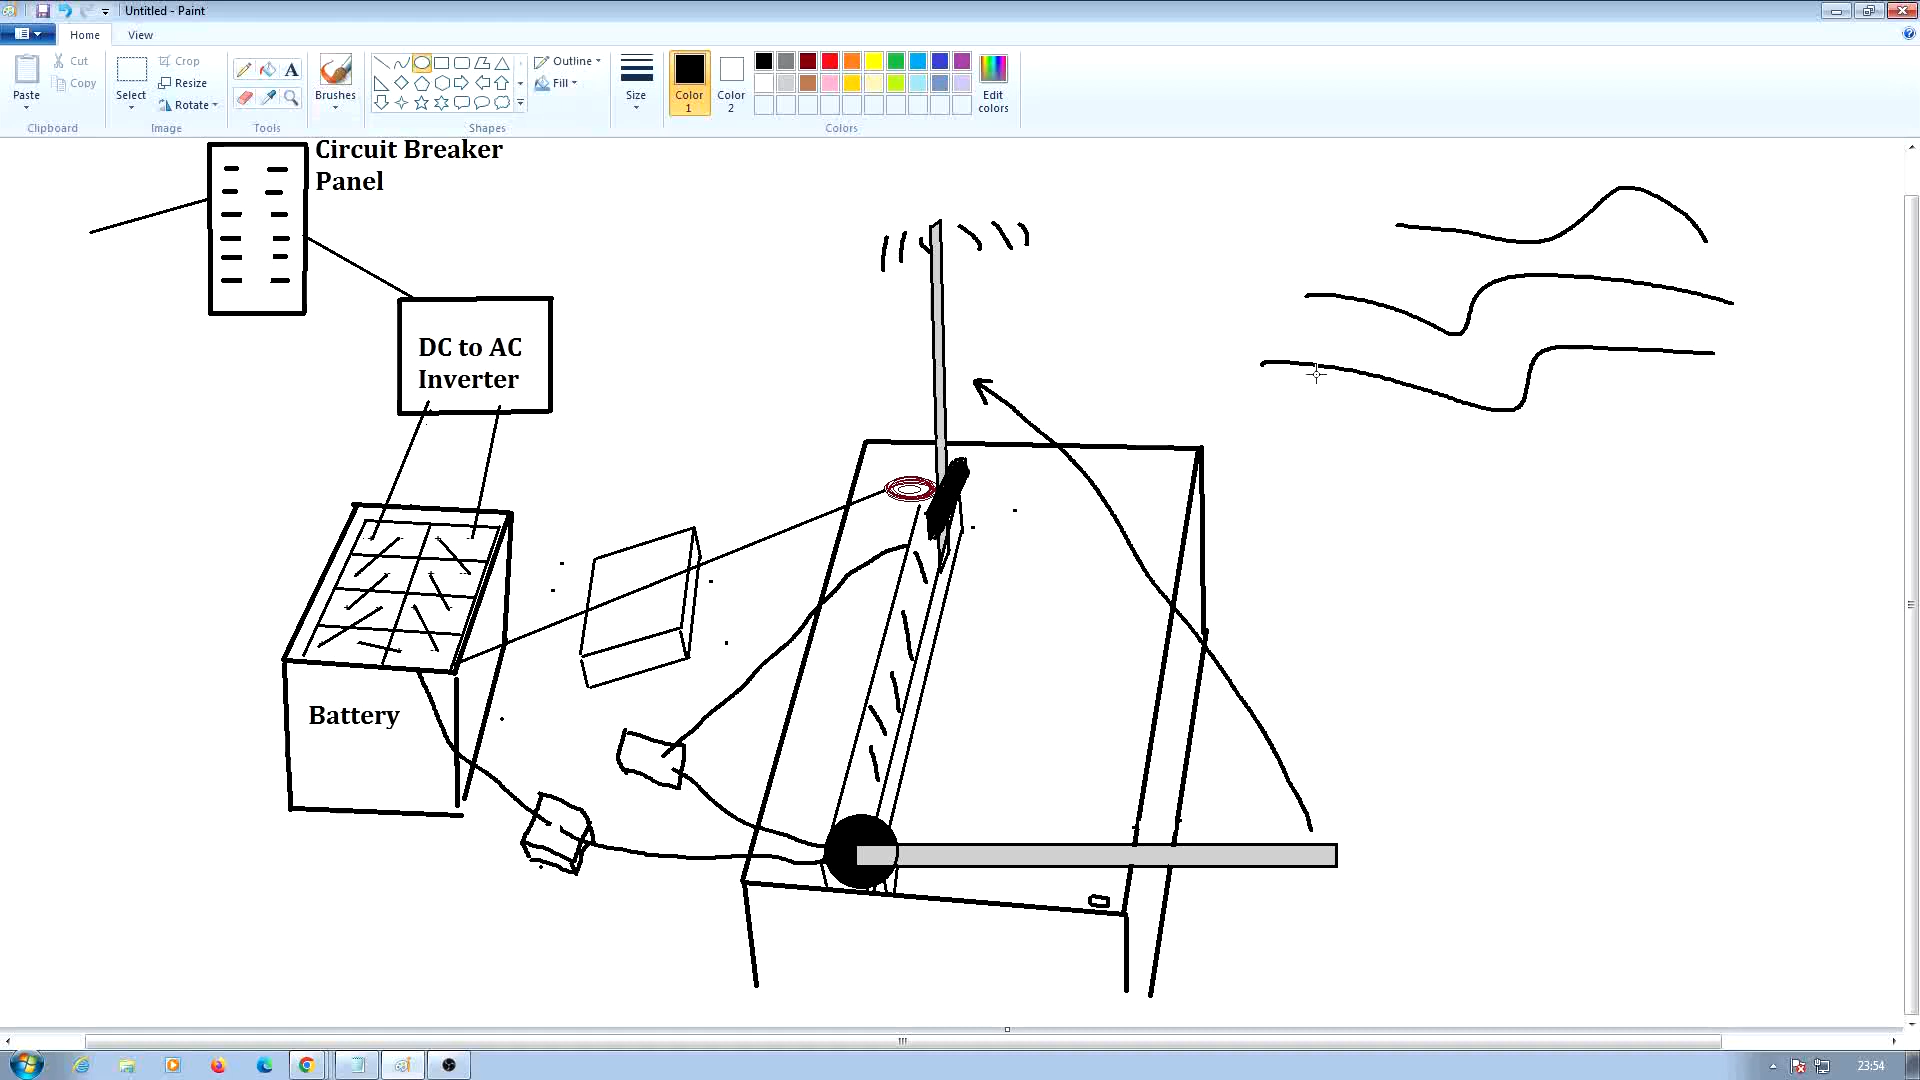 Untitled - Paint
Home
View
Paste
Cut
Copy
Clipboard
Select
Crop
Resize
Rotate
Image
A
Tools
Brushes
Outline
Fill
Shapes
Size
Color
1
Color
2
Edit
colors
Colors
Circuit Breaker
Panel
DC to AC
Inverter
Battery
23:54